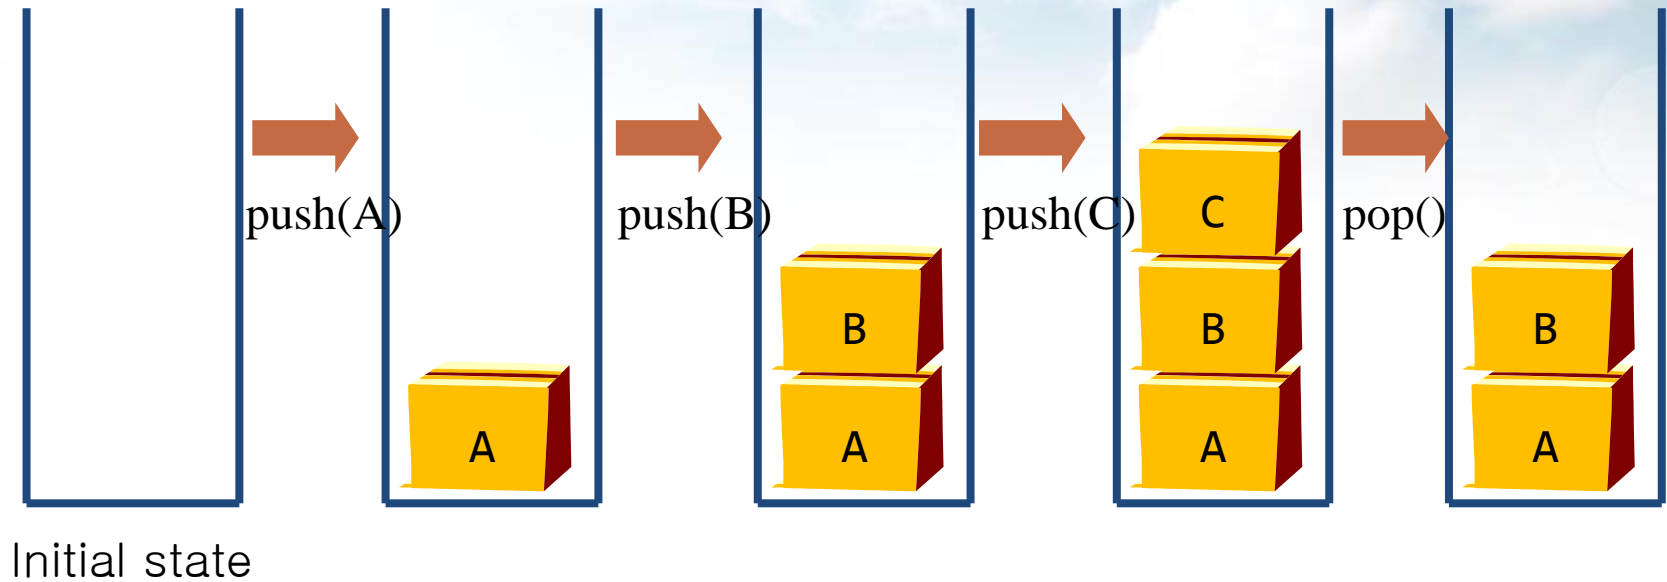 push(A)
push(B)
push(C)
pop()
C
B
B
B
A
A
A
A
Initial state